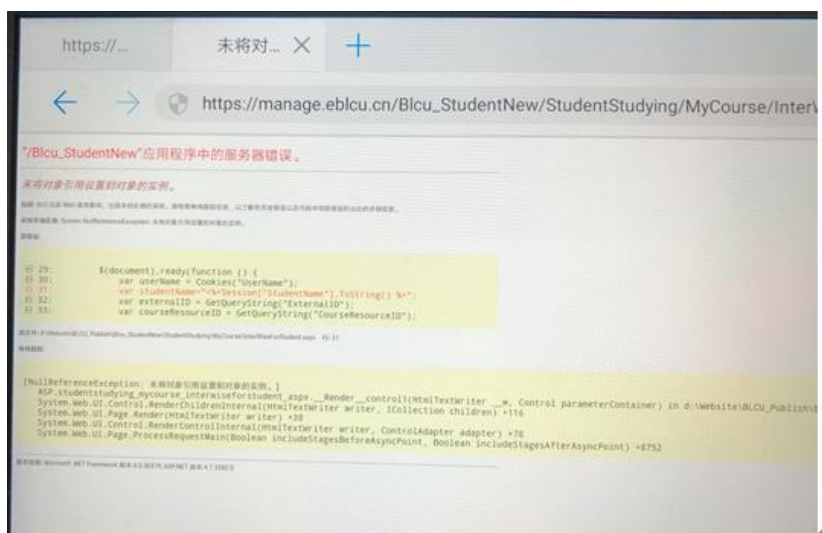 https://...
未将对...
https://manage.eblcu.cn/Blcu_StudentNew/StudentStudying/MyCourse/Inter
"/Blcu_StudentNew"应用程序中的服务器错误。
未将对象引用设置到对象的实例。
行 29: $(document).ready(function () {
行 30: var userName = Cookies("UserName");
行 31: var studentName="<%=Session["StudentName"].ToString() %>";
行 32: var externalID = GetQueryString("ExternalID");
行 33: var courseResourceID = GetQueryString("CourseResourceID");
行: 31
[NullReferenceException: 未将对象引用设置到对象的实例。]
ASP.studentstudying_mycourse_interwiseforstudent_aspx.__Render__control1(HtmlTextWriter __w, Control parameterContainer) in d:\Website\BLCU_Publish\
System.Web.UI.Control.RenderChildrenInternal(HtmlTextWriter writer, ICollection children) +116
System.Web.UI.Page.Render(HtmlTextWriter writer) +38
System.Web.UI.Control.RenderControlInternal(HtmlTextWriter writer, ControlAdapter adapter) +78
System.Web.UI.Page.ProcessRequestMain(Boolean includeStagesBeforeAsyncPoint, Boolean includeStagesAfterAsyncPoint) +8752